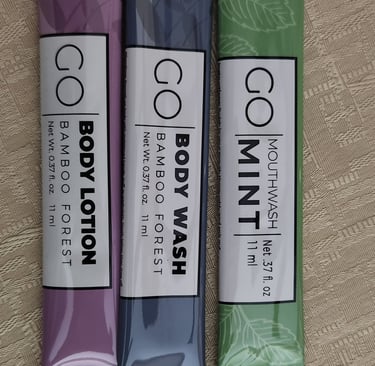 GO
BODY LOTION
BAMBOO FOREST
Net Wt. 0.37 fl. oz. 11 ml
GO
BODY WASH
BAMBOO FOREST
Net Wt. 0.37 fl. oz. 11 ml
GO
MOUTHWASH
MINT
Net .37 fl. oz
11 ml